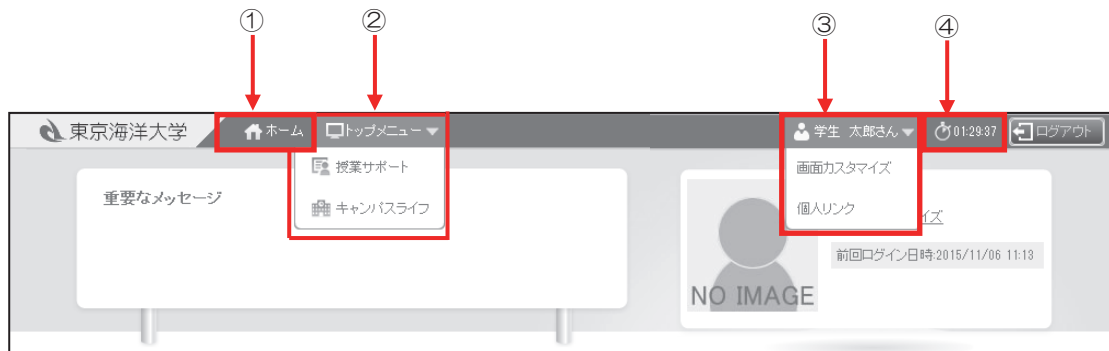 ① ② ③ ④
東京海洋大学 ホーム トップメニュー 学生 太郎さん 01:29:37 ログアウト
授業サポート
キャンパスライフ
画面カスタマイズ
個人リンク
重要なメッセージ
イズ
前回ログイン日時:2015/11/06 11:13
NO IMAGE